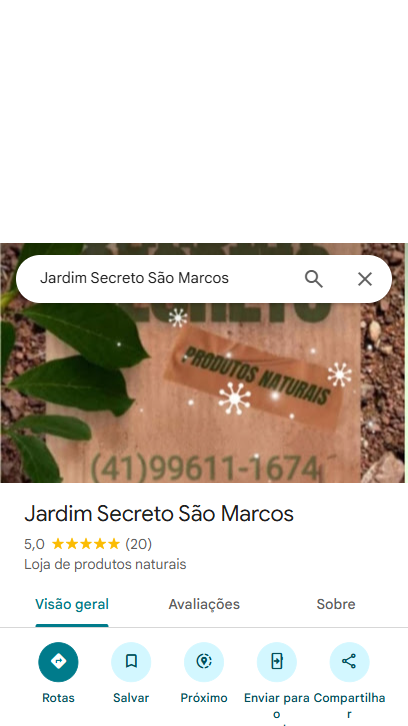 Jardim Secreto São Marcos
SECRETO
PRODUTOS NATURAIS
(41)99611-1674
Jardim Secreto São Marcos
5,0 ★★★★★ (20)
Loja de produtos naturais
Visão geral Avaliações Sobre
Rotas Salvar Próximo Enviar para o Compartilhar